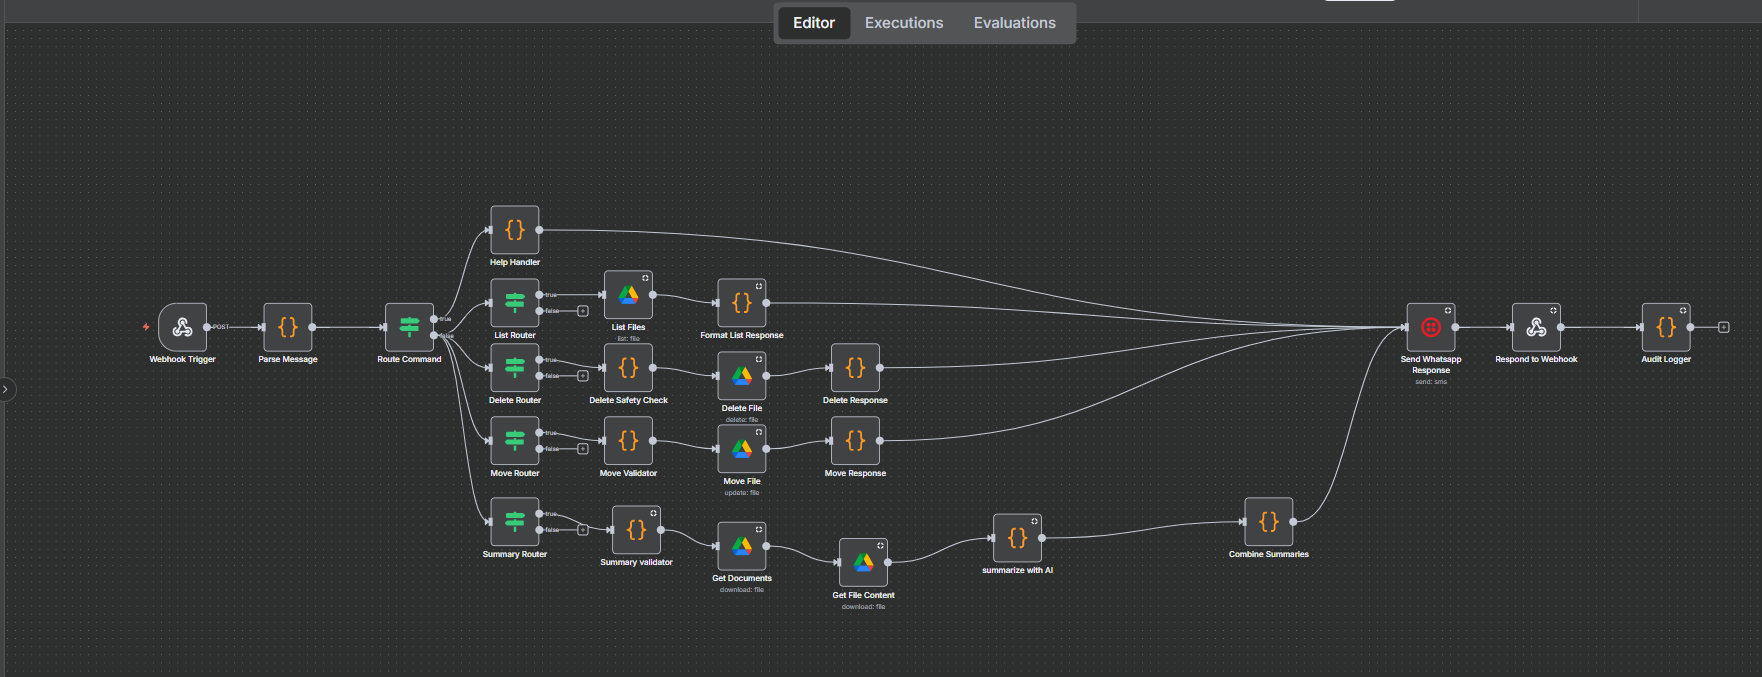 Editor
Executions
Evaluations
Webhook Trigger
POST
Parse Message
Route Command
true
false
Help Handler
List Router
true
false
List Files
list: file
Format List Response
Delete Router
true
false
Delete Safety Check
Delete File
delete: file
Delete Response
Move Router
true
false
Move Validator
Move File
update: file
Move Response
Summary Router
true
false
Summary validator
Get Documents
download: file
Get File Content
download: file
summarize with AI
Combine Summaries
Send Whatsapp
Response
send: sms
Respond to Webhook
Audit Logger